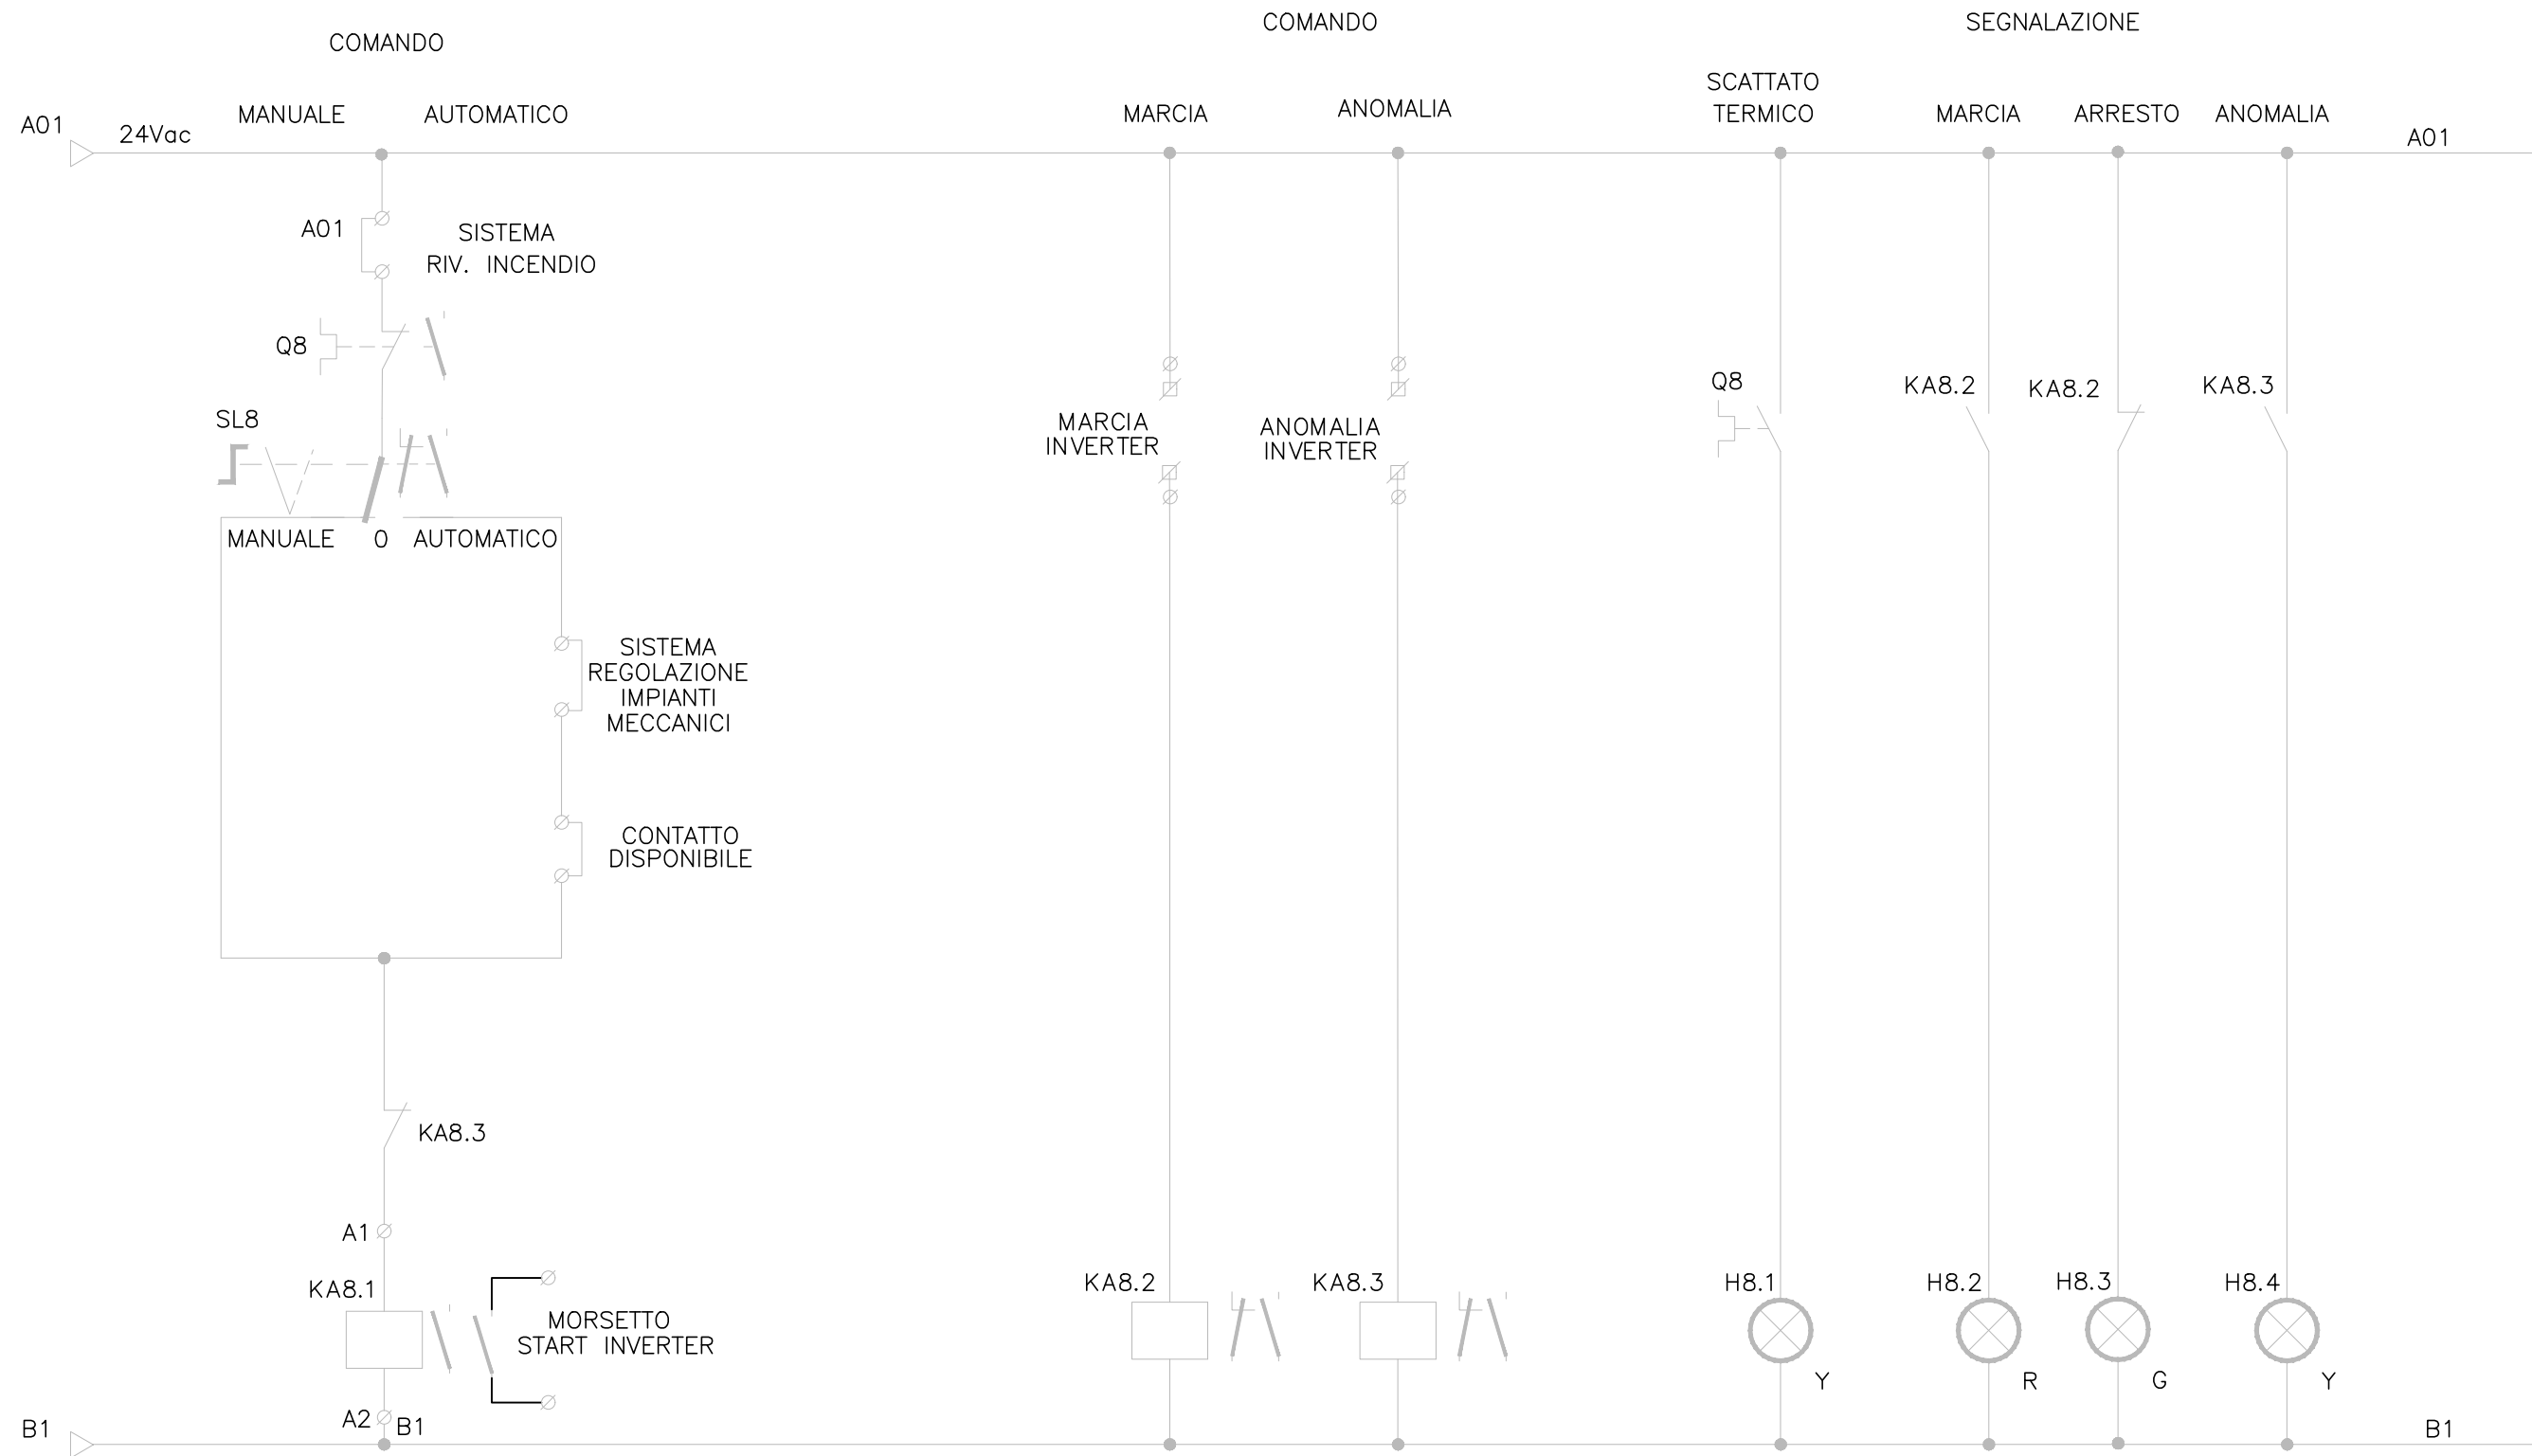 COMANDO
COMANDO
SEGNALAZIONE
MANUALE
AUTOMATICO
MARCIA
ANOMALIA
SCATTATO
TERMICO
MARCIA
ARRESTO
ANOMALIA
A01
24Vac
A01
A01
SISTEMA
RIV. INCENDIO
Q8
SL8
MANUALE 0 AUTOMATICO
MARCIA
INVERTER
ANOMALIA
INVERTER
Q8
KA8.2
KA8.2
KA8.3
SISTEMA
REGOLAZIONE
IMPIANTI
MECCANICI
CONTATTO
DISPONIBILE
KA8.3
A1
KA8.1
MORSETTO
START INVERTER
KA8.2
KA8.3
H8.1
H8.2
H8.3
H8.4
Y
R
G
Y
A2
B1
B1
B1